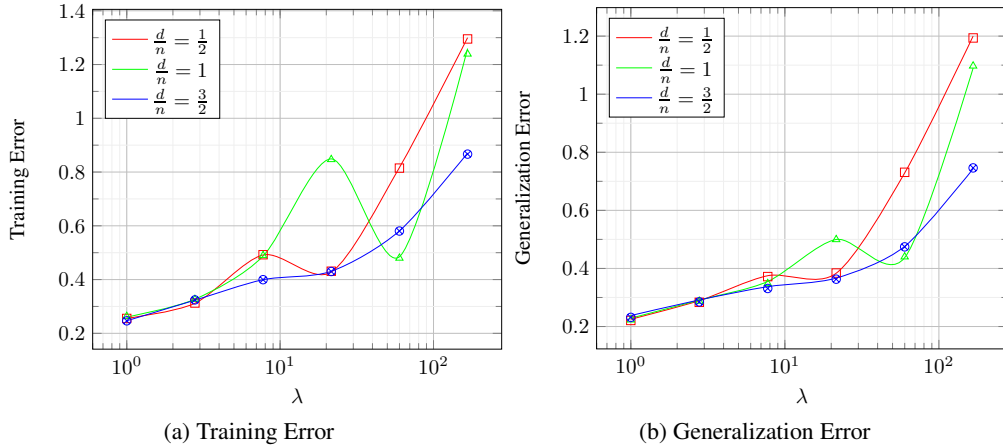 1.4
1.2
1
0.8
0.6
0.4
0.2
Training Error
d/n = 1/2
d/n = 1
d/n = 3/2
10^0
10^1
10^2
λ
(a) Training Error
1.2
1
0.8
0.6
0.4
0.2
Generalization Error
d/n = 1/2
d/n = 1
d/n = 3/2
10^0
10^1
10^2
λ
(b) Generalization Error